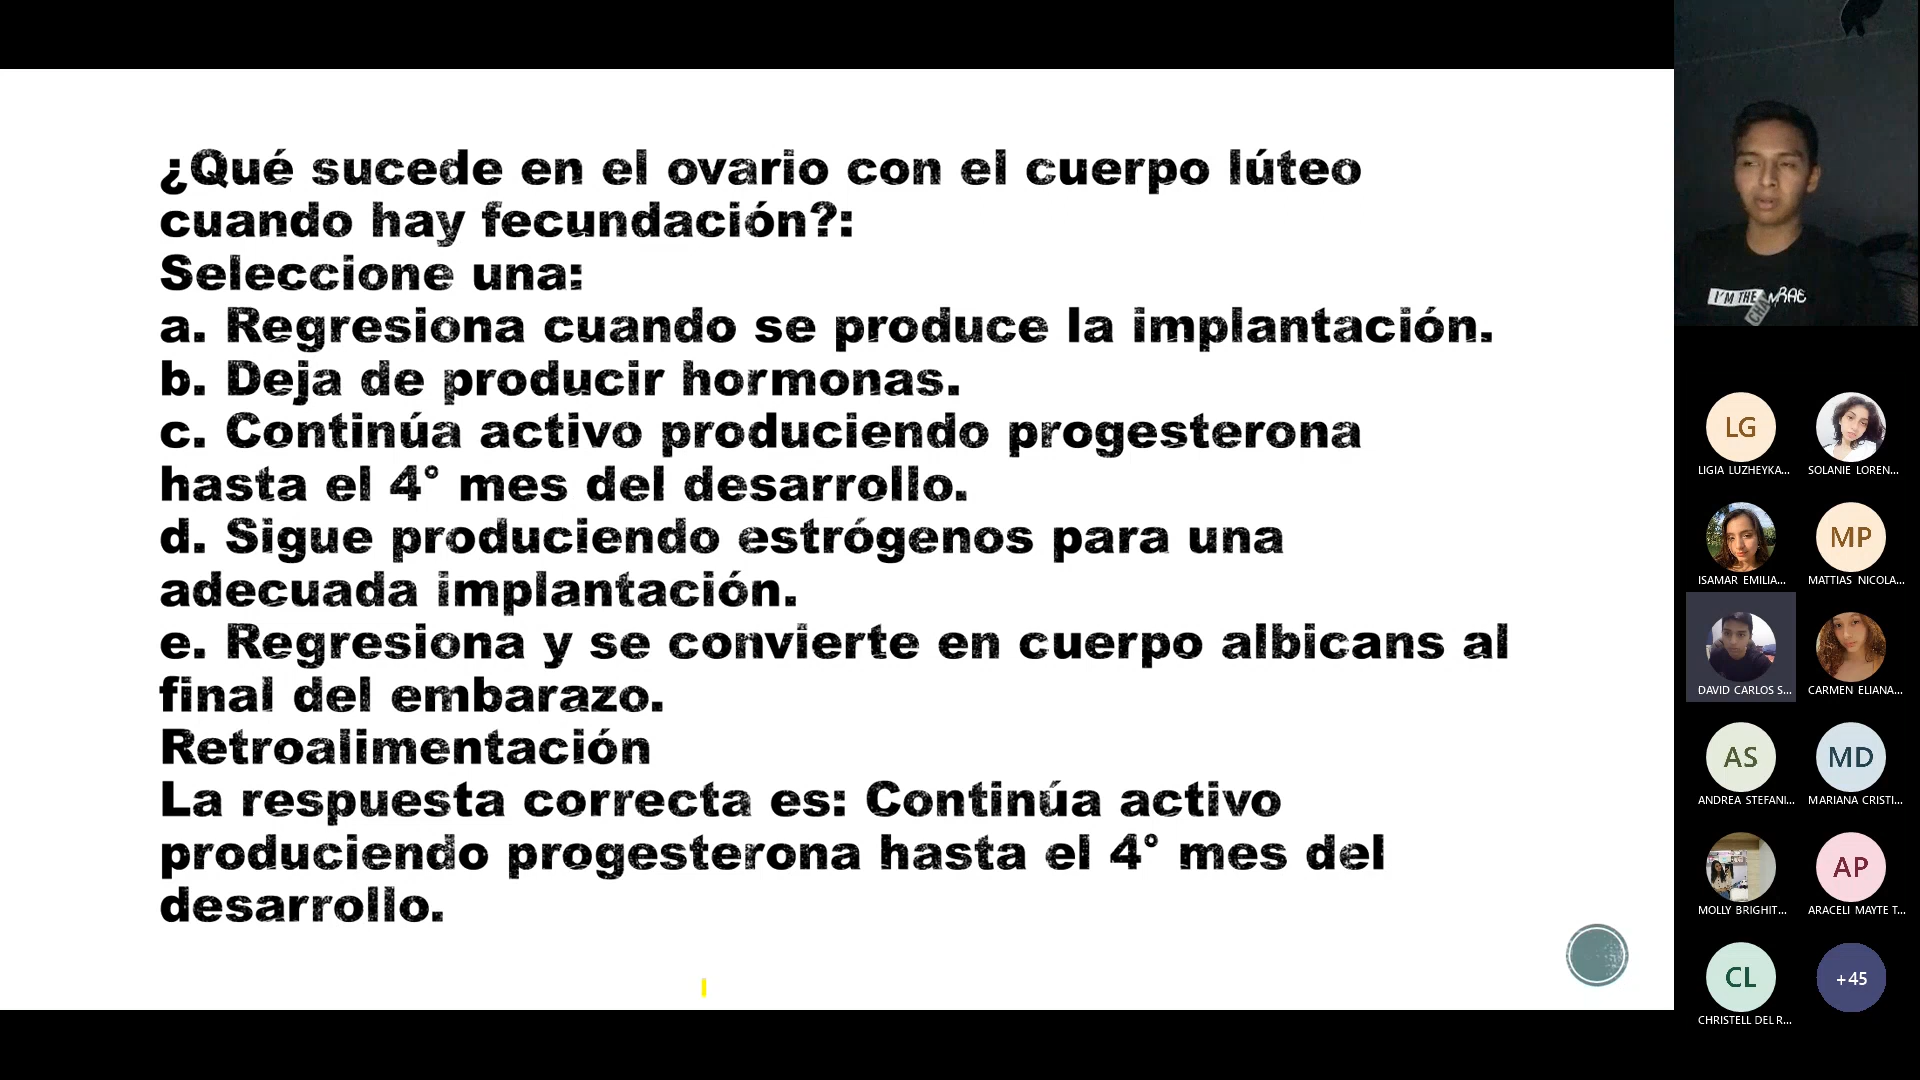 ¿Qué sucede en el ovario con el cuerpo lúteo
cuando hay fecundación?:
Seleccione una:
a. Regresiona cuando se produce la implantación.
b. Deja de producir hormonas.
c. Continúa activo produciendo progesterona
hasta el 4° mes del desarrollo.
d. Sigue produciendo estrógenos para una
adecuada implantación.
e. Regresiona y se convierte en cuerpo albicans al
final del embarazo.
Retroalimentación
La respuesta correcta es: Continúa activo
produciendo progesterona hasta el 4° mes del
desarrollo.
I'M THE
LG
LIGIA LUZHEYKA...
SOLANIE LOREN...
ISAMAR EMILIA...
MP
MATTIAS NICOLA...
DAVID CARLOS S...
CARMEN ELIANA...
AS
ANDREA STEFANI...
MD
MARIANA CRISTI...
MOLLY BRIGHIT...
AP
ARACELI MAYTE T...
CL
CHRISTELL DEL R...
+45